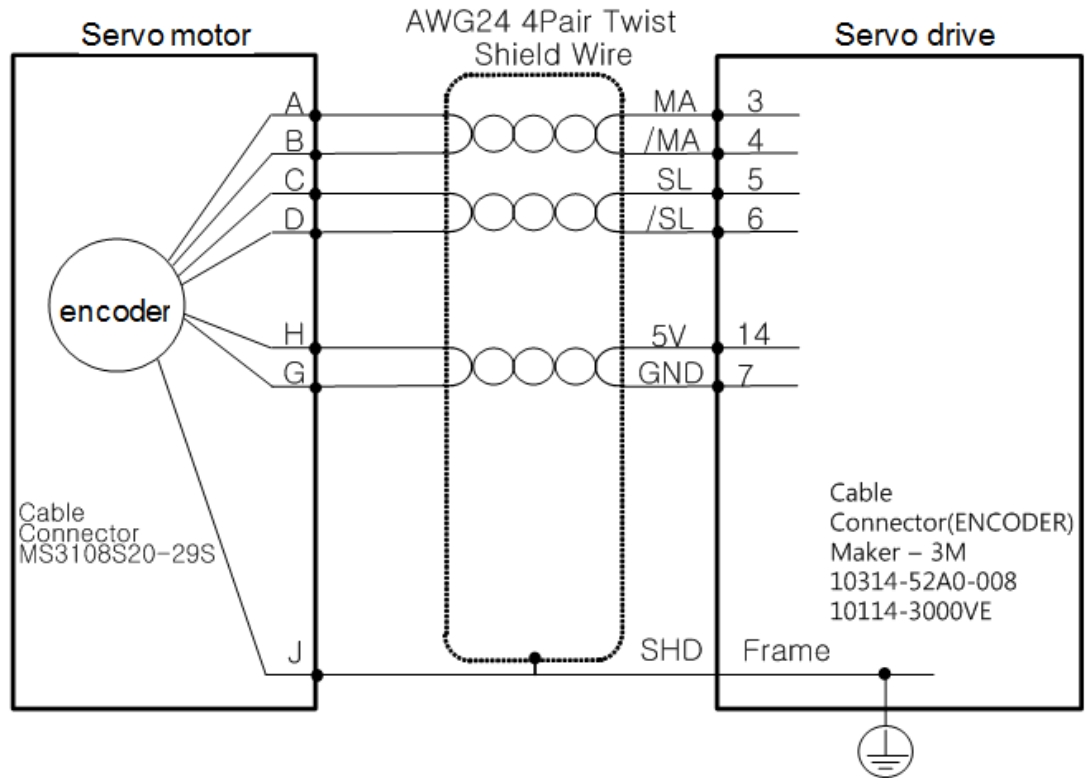 AWG24 4Pair Twist
Shield Wire
Servo motor
Servo drive
A
MA
3
B
/MA
4
C
SL
5
D
/SL
6
encoder
H
5V
14
G
GND
7
Cable
Connector
MS3108S20-29S
Cable
Connector(ENCODER)
Maker – 3M
10314-52A0-008
10114-3000VE
J
SHD
Frame